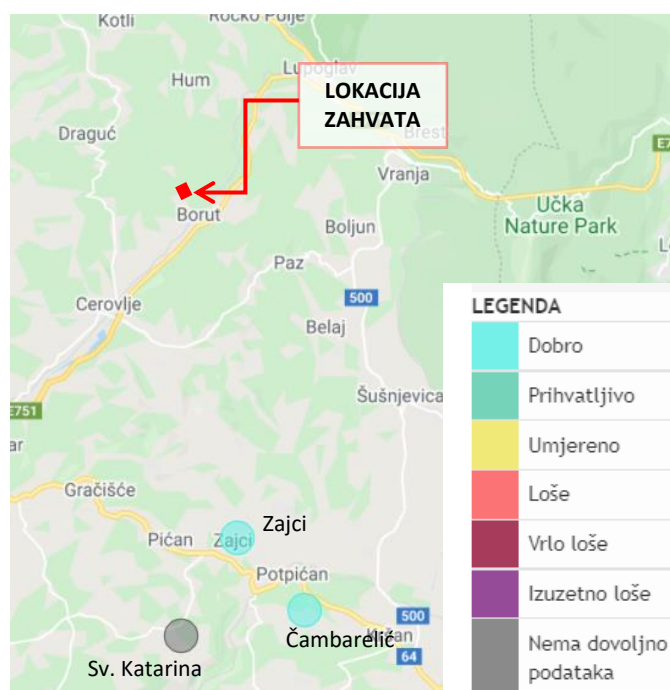 Kotli
Ročko Polje
Lupoglav
Hum
LOKACIJA
ZAHVATA
Draguć
Brest
Vranja
Borut
Učka
Nature Park
Boljun
Paz
500
Cerovlje
Belaj
E751
Šušnjevica
Gračišće
Zajci
Pićan
Zajci
Potpićan
500
Čambarelić
Kršan
64
Sv. Katarina
LEGENDA
Dobro
Prihvatljivo
Umjereno
Loše
Vrlo loše
Izuzetno loše
Nema dovoljno
podataka